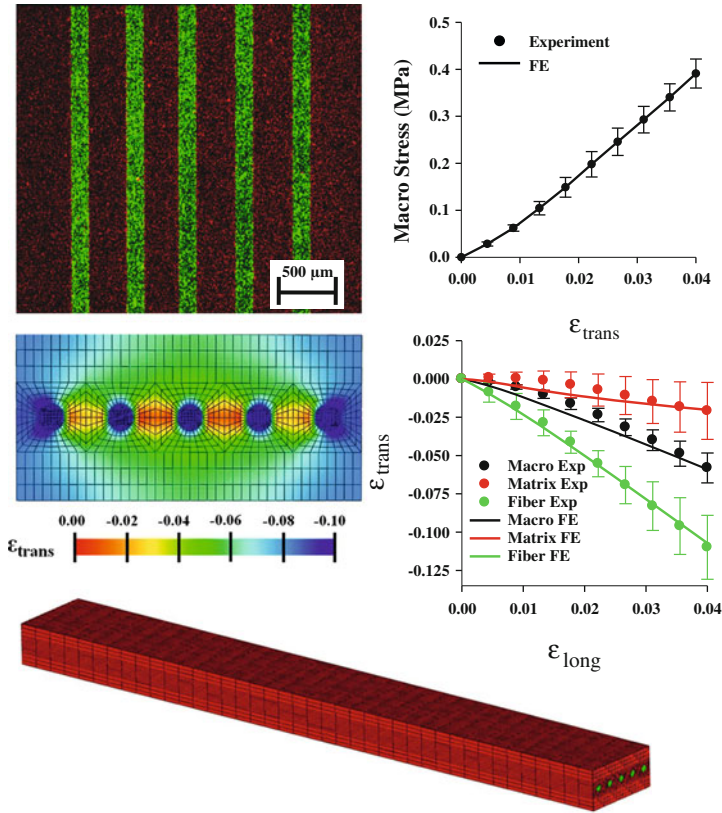 500 μm
Macro Stress (MPa)
0.5
0.4
0.3
0.2
0.1
0.0
Experiment
FE
0.00 0.01 0.02 0.03 0.04
ε trans
0.00 -0.02 -0.04 -0.06 -0.08 -0.10
ε trans
ε trans
0.025
0.000
-0.025
-0.050
-0.075
-0.100
-0.125
Macro Exp
Matrix Exp
Fiber Exp
Macro FE
Matrix FE
Fiber FE
0.00 0.01 0.02 0.03 0.04
ε long